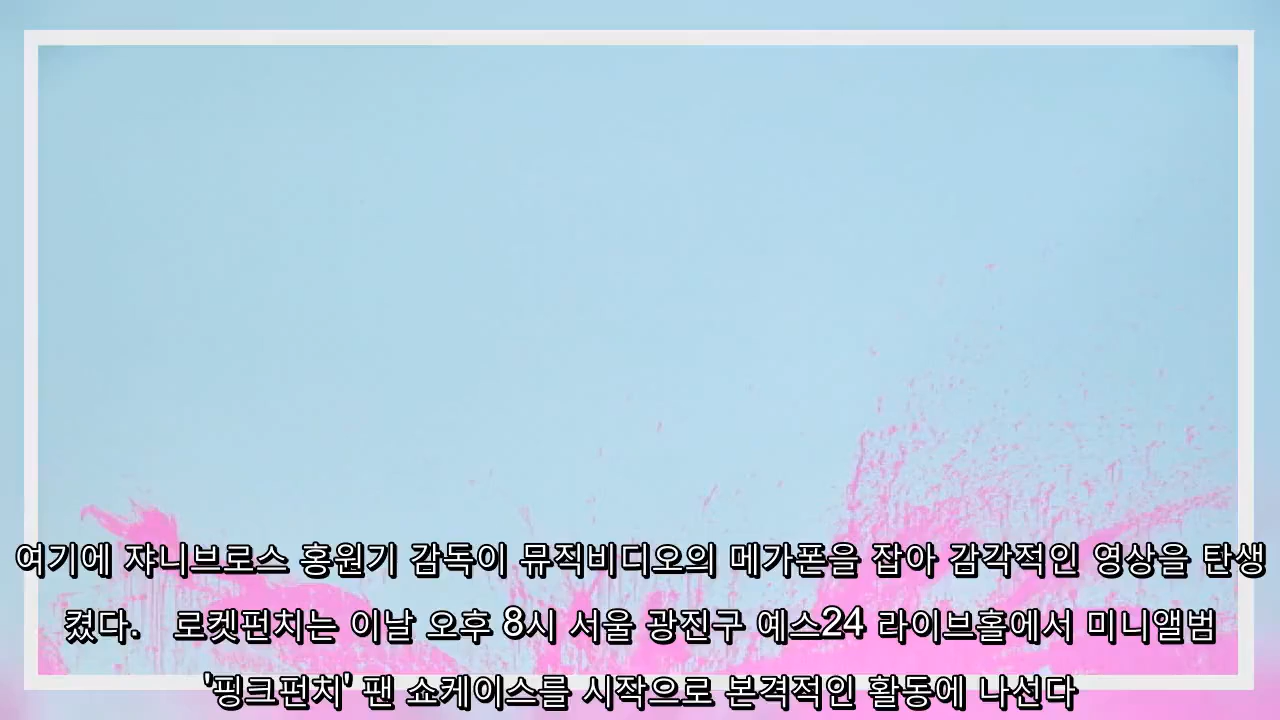 여기에 쟈니브로스 홍원기 감독이 뮤직비디오의 메가폰을 잡아 감각적인 영상을 탄생
켰다. 로켓펀치는 이날 오후 8시 서울 광진구 예스24 라이브홀에서 미니앨범
'핑크펀치' 팬 쇼케이스를 시작으로 본격적인 활동에 나선다